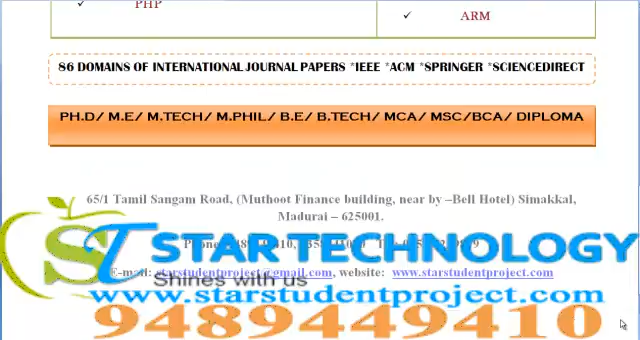 PHP
ARM
86 DOMAINS OF INTERNATIONAL JOURNAL PAPERS *IEEE *ACM *SPRINGER *SCIENCEDIRECT
PH.D/ M.E/ M.TECH/ M.PHIL/ B.E/ B.TECH/ MCA/ MSC/BCA/ DIPLOMA
65/1 Tamil Sangam Road, (Muthoot Finance building, near by –Bell Hotel) Simakkal,
Madurai – 625001.
STAR TECHNOLOGY
E-mail: starstudentproject@gmail.com, website: www.starstudentproject.com
Shines with us
www.starstudentproject.com
9489449410